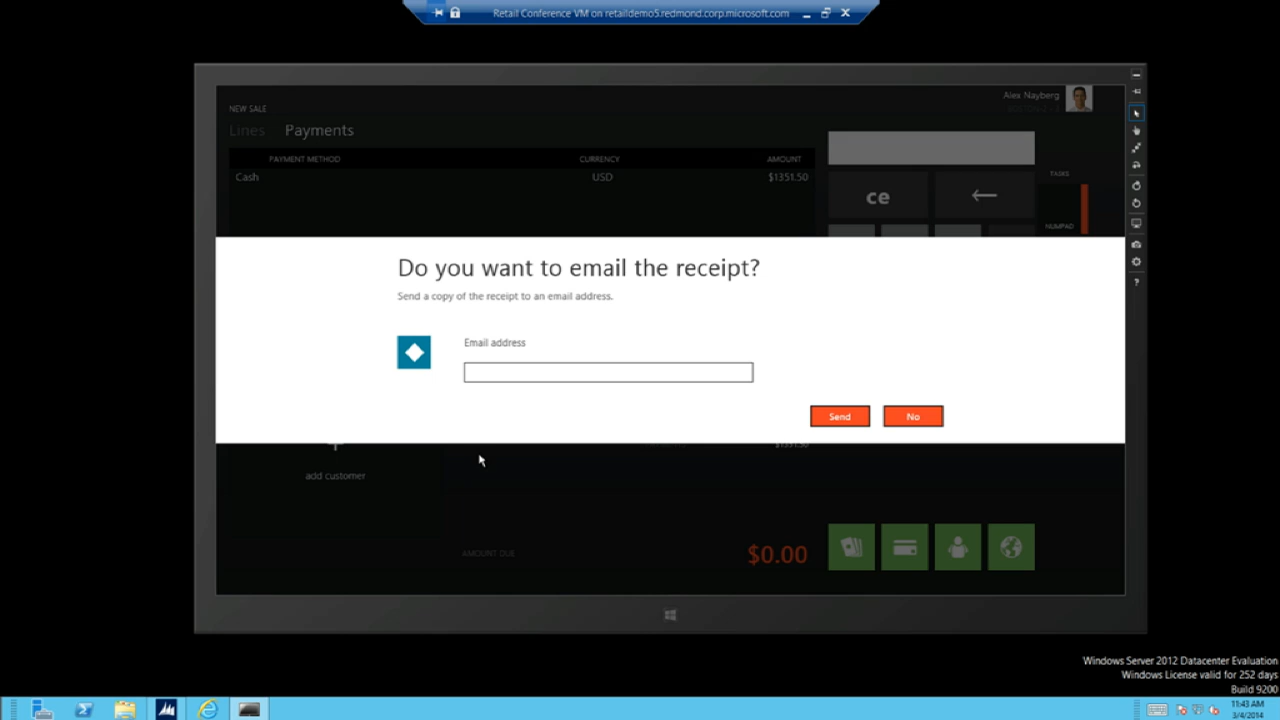 Retail Conference VM on retaildemo5.redmond.corp.microsoft.com
Alex Nayberg
NEW SALE
Lines Payments
PAYMENT METHOD CURRENCY AMOUNT
Cash USD $1351.50
TASKS
ce
NUMPAD
Do you want to email the receipt?
Send a copy of the receipt to an email address.
Email address
Send No
$1351.50
add customer
AMOUNT DUE $0.00
Windows Server 2012 Datacenter Evaluation
Windows License valid for 252 days
Build 9200
11:43 AM
3/4/2014